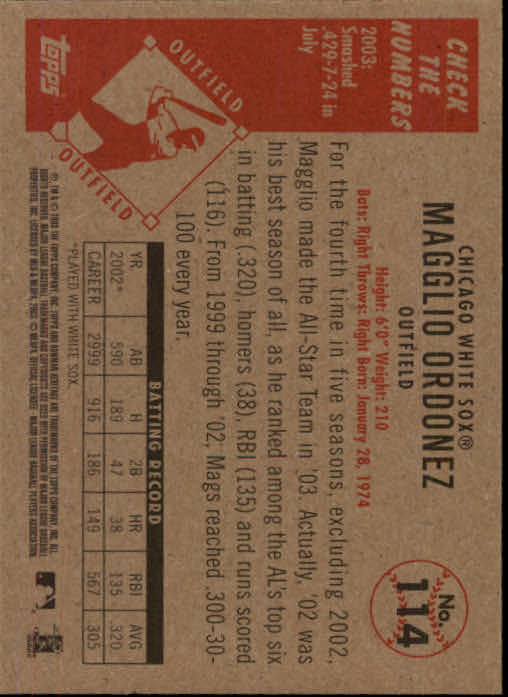 CHECK
THE
NUMBERS
2003:
Smashed
.429-7-24 in
July
OUTFIELD
OUTFIELD
Topps
No.
114
CHICAGO WHITE SOX®
MAGGLIO ORDONEZ
OUTFIELD
Height: 6'0" Weight: 210
Bats: Right Throws: Right Born: January 28, 1974
For the fourth time in five seasons, excluding 2002,
Magglio made the All-Star Team in '03. Actually, '02 was
his best season of all, as he ranked among the AL's top six
in batting (.320), homers (38), RBI (135) and runs scored
(116). From 1999 through '02, Mags reached .300-30-
100 every year.
BATTING RECORD
YR. AB H 2B HR RBI AVG
2002* 590 189 47 38 135 .320
CAREER 2999 916 186 149 567 .305
*PLAYED WITH WHITE SOX.